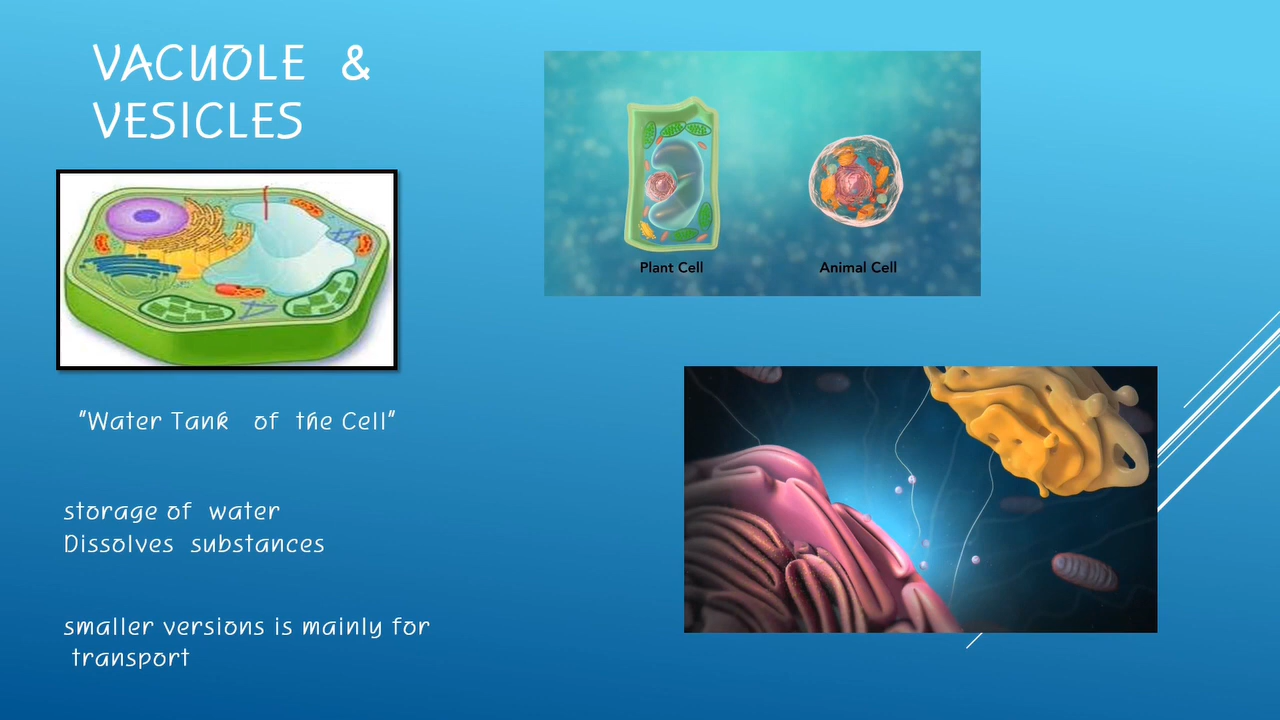 VACUOLE &
VESICLES
Plant Cell
Animal Cell
"Water Tank of the Cell"
storage of water
Dissolves substances
smaller versions is mainly for
transport